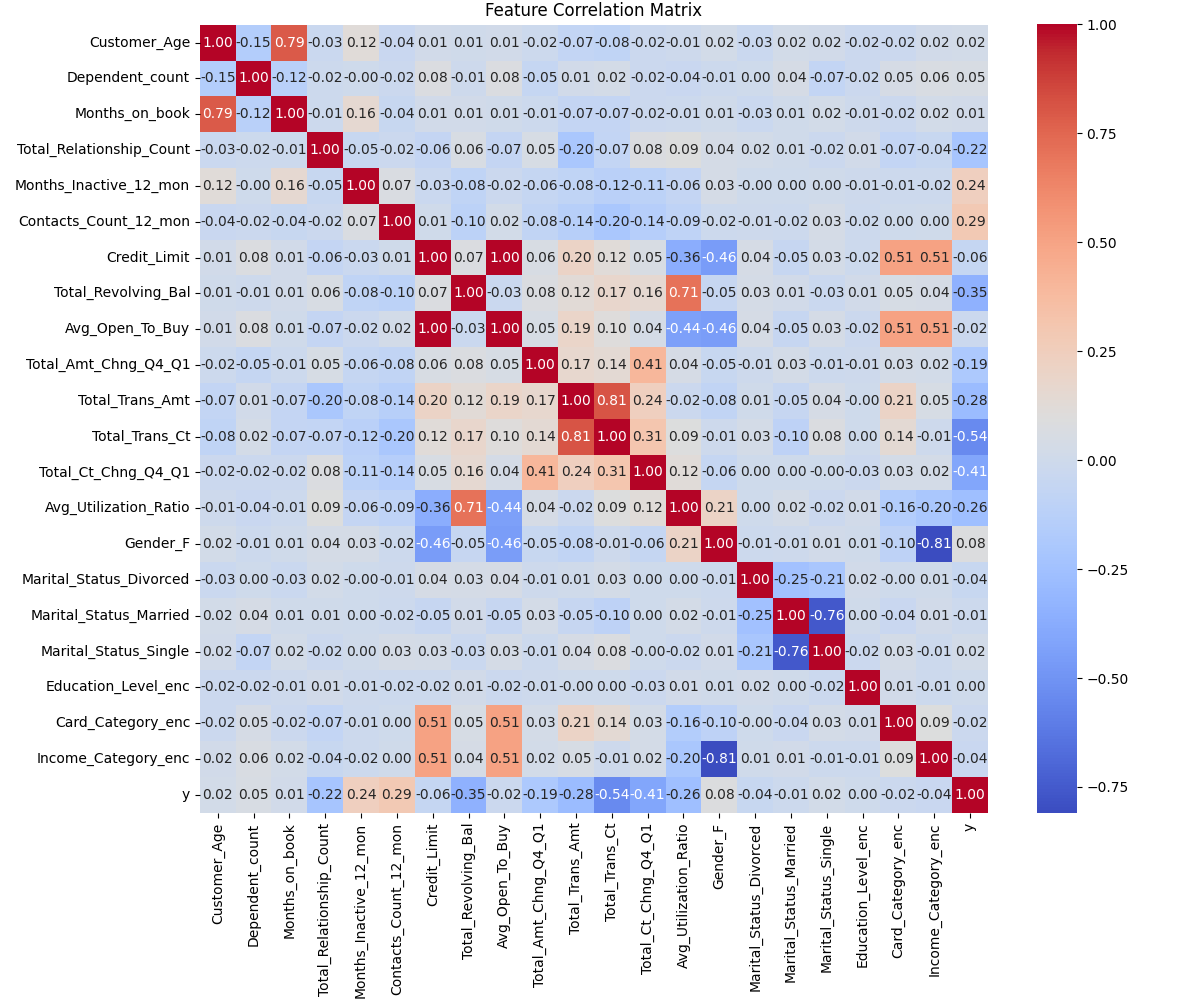 Feature Correlation Matrix
Customer_Age 1.00 -0.15 0.79 -0.03 0.12 -0.04 0.01 0.01 0.01 -0.02 -0.07 -0.08 -0.02 -0.01 0.02 -0.03 0.02 0.02 -0.02 -0.02 0.02 0.02
Dependent_count -0.15 1.00 -0.12 -0.02 -0.00 -0.02 0.08 -0.01 0.08 -0.05 0.01 0.02 -0.02 -0.04 -0.01 0.00 0.04 -0.07 -0.02 0.05 0.06 0.05
Months_on_book 0.79 -0.12 1.00 -0.01 0.16 -0.04 0.01 0.01 0.01 -0.01 -0.07 -0.07 -0.02 -0.01 0.01 -0.03 0.01 0.02 -0.01 -0.02 0.02 0.01
Total_Relationship_Count -0.03 -0.02 -0.01 1.00 -0.05 -0.02 -0.06 0.06 -0.07 0.05 -0.20 -0.07 0.08 0.09 0.04 0.02 0.01 -0.02 0.01 -0.07 -0.04 -0.22
Months_Inactive_12_mon 0.12 -0.00 0.16 -0.05 1.00 0.07 -0.03 -0.08 -0.02 -0.06 -0.08 -0.12 -0.11 -0.06 0.03 -0.00 0.00 0.00 -0.01 -0.01 -0.02 0.24
Contacts_Count_12_mon -0.04 -0.02 -0.04 -0.02 0.07 1.00 0.01 -0.10 0.02 -0.08 -0.14 -0.20 -0.14 -0.09 -0.02 -0.01 -0.02 0.03 -0.02 0.00 0.00 0.29
Credit_Limit 0.01 0.08 0.01 -0.06 -0.03 0.01 1.00 0.07 1.00 0.06 0.20 0.12 0.05 -0.36 -0.46 0.04 -0.05 0.03 -0.02 0.51 0.51 -0.06
Total_Revolving_Bal 0.01 -0.01 0.01 0.06 -0.08 -0.10 0.07 1.00 -0.03 0.08 0.12 0.17 0.16 0.71 -0.05 0.03 0.01 -0.03 0.01 0.05 0.04 -0.35
Avg_Open_To_Buy 0.01 0.08 0.01 -0.07 -0.02 0.02 1.00 -0.03 1.00 0.05 0.19 0.10 0.04 -0.44 -0.46 0.04 -0.05 0.03 -0.02 0.51 0.51 -0.02
Total_Amt_Chng_Q4_Q1 -0.02 -0.05 -0.01 0.05 -0.06 -0.08 0.06 0.08 0.05 1.00 0.17 0.14 0.41 0.04 -0.05 -0.01 0.03 -0.01 -0.01 0.03 0.02 -0.19
Total_Trans_Amt -0.07 0.01 -0.07 -0.20 -0.08 -0.14 0.20 0.12 0.19 0.17 1.00 0.81 0.24 -0.02 -0.08 0.01 -0.05 0.04 -0.00 0.21 0.05 -0.28
Total_Trans_Ct -0.08 0.02 -0.07 -0.07 -0.12 -0.20 0.12 0.17 0.10 0.14 0.81 1.00 0.31 0.09 -0.01 0.03 -0.10 0.08 0.00 0.14 -0.01 -0.54
Total_Ct_Chng_Q4_Q1 -0.02 -0.02 -0.02 0.08 -0.11 -0.14 0.05 0.16 0.04 0.41 0.24 0.31 1.00 0.12 -0.06 0.00 0.00 -0.00 -0.03 0.03 0.02 -0.41
Avg_Utilization_Ratio -0.01 -0.04 -0.01 0.09 -0.06 -0.09 -0.36 0.71 -0.44 0.04 -0.02 0.09 0.12 1.00 0.21 0.00 0.02 -0.02 0.01 -0.16 -0.20 -0.26
Gender_F 0.02 -0.01 0.01 0.04 0.03 -0.02 -0.46 -0.05 -0.46 -0.05 -0.08 -0.01 -0.06 0.21 1.00 -0.01 -0.01 0.01 0.01 -0.10 -0.81 0.08
Marital_Status_Divorced -0.03 0.00 -0.03 0.02 -0.00 -0.01 0.04 0.03 0.04 -0.01 0.01 0.03 0.00 0.00 -0.01 1.00 -0.25 -0.21 0.02 -0.00 0.01 -0.04
Marital_Status_Married 0.02 0.04 0.01 0.01 0.00 -0.02 -0.05 0.01 -0.05 0.03 -0.05 -0.10 0.00 0.02 -0.01 -0.25 1.00 -0.76 0.00 -0.04 0.01 -0.01
Marital_Status_Single 0.02 -0.07 0.02 -0.02 0.00 0.03 0.03 -0.03 0.03 -0.01 0.04 0.08 -0.00 -0.02 0.01 -0.21 -0.76 1.00 -0.02 0.03 -0.01 0.02
Education_Level_enc -0.02 -0.02 -0.01 0.01 -0.01 -0.02 -0.02 0.01 -0.02 -0.01 -0.00 0.00 -0.03 0.01 0.01 0.02 0.00 -0.02 1.00 0.01 -0.01 0.00
Card_Category_enc -0.02 0.05 -0.02 -0.07 -0.01 0.00 0.51 0.05 0.51 0.03 0.21 0.14 0.03 -0.16 -0.10 -0.00 -0.04 0.03 0.01 1.00 0.09 -0.02
Income_Category_enc 0.02 0.06 0.02 -0.04 -0.02 0.00 0.51 0.04 0.51 0.02 0.05 -0.01 0.02 -0.20 -0.81 0.01 0.01 -0.01 -0.01 0.09 1.00 -0.04
y 0.02 0.05 0.01 -0.22 0.24 0.29 -0.06 -0.35 -0.02 -0.19 -0.28 -0.54 -0.41 -0.26 0.08 -0.04 -0.01 0.02 0.00 -0.02 -0.04 1.00
Customer_Age
Dependent_count
Months_on_book
Total_Relationship_Count
Months_Inactive_12_mon
Contacts_Count_12_mon
Credit_Limit
Total_Revolving_Bal
Avg_Open_To_Buy
Total_Amt_Chng_Q4_Q1
Total_Trans_Amt
Total_Trans_Ct
Total_Ct_Chng_Q4_Q1
Avg_Utilization_Ratio
Gender_F
Marital_Status_Divorced
Marital_Status_Married
Marital_Status_Single
Education_Level_enc
Card_Category_enc
Income_Category_enc
y
1.00
0.75
0.50
0.25
0.00
−0.25
−0.50
−0.75